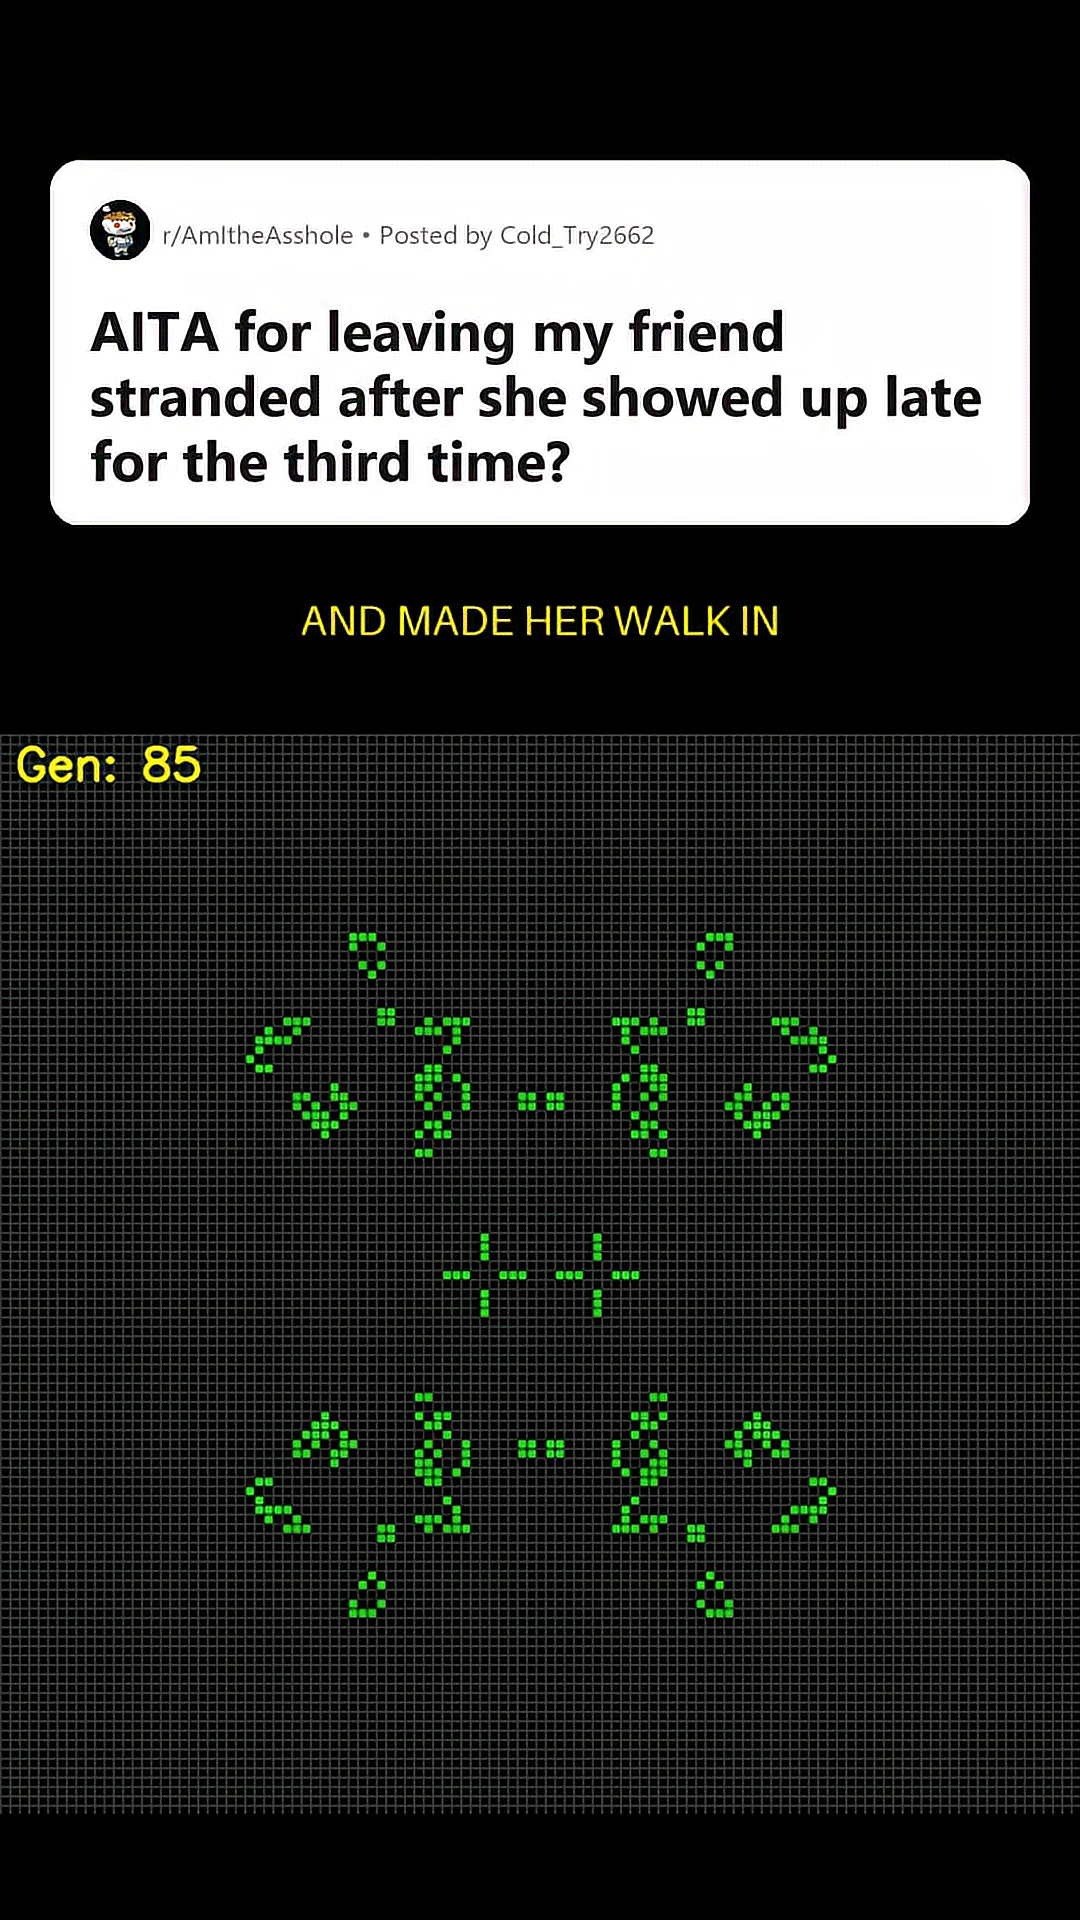 r/AmItheAsshole • Posted by Cold_Try2662
AITA for leaving my friend
stranded after she showed up late
for the third time?
AND MADE HER WALK IN
Gen: 85